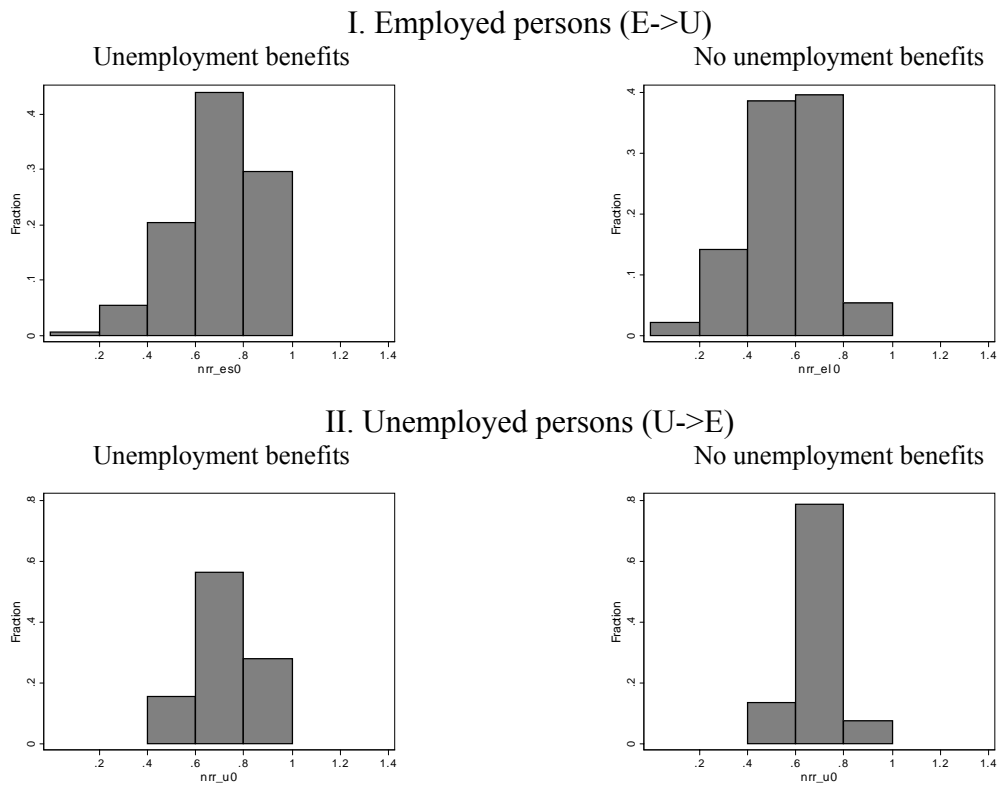 I. Employed persons (E->U)
Unemployment benefits
No unemployment benefits
Fraction
.4
.3
.2
.1
0
.2 .4 .6 .8 1 1.2 1.4
nrr_es0
Fraction
.4
.3
.2
.1
0
.2 .4 .6 .8 1 1.2 1.4
nrr_el0
II. Unemployed persons (U->E)
Unemployment benefits
No unemployment benefits
Fraction
.8
.6
.4
.2
0
.2 .4 .6 .8 1 1.2 1.4
nrr_u0
Fraction
.8
.6
.4
.2
0
.2 .4 .6 .8 1 1.2 1.4
nrr_u0